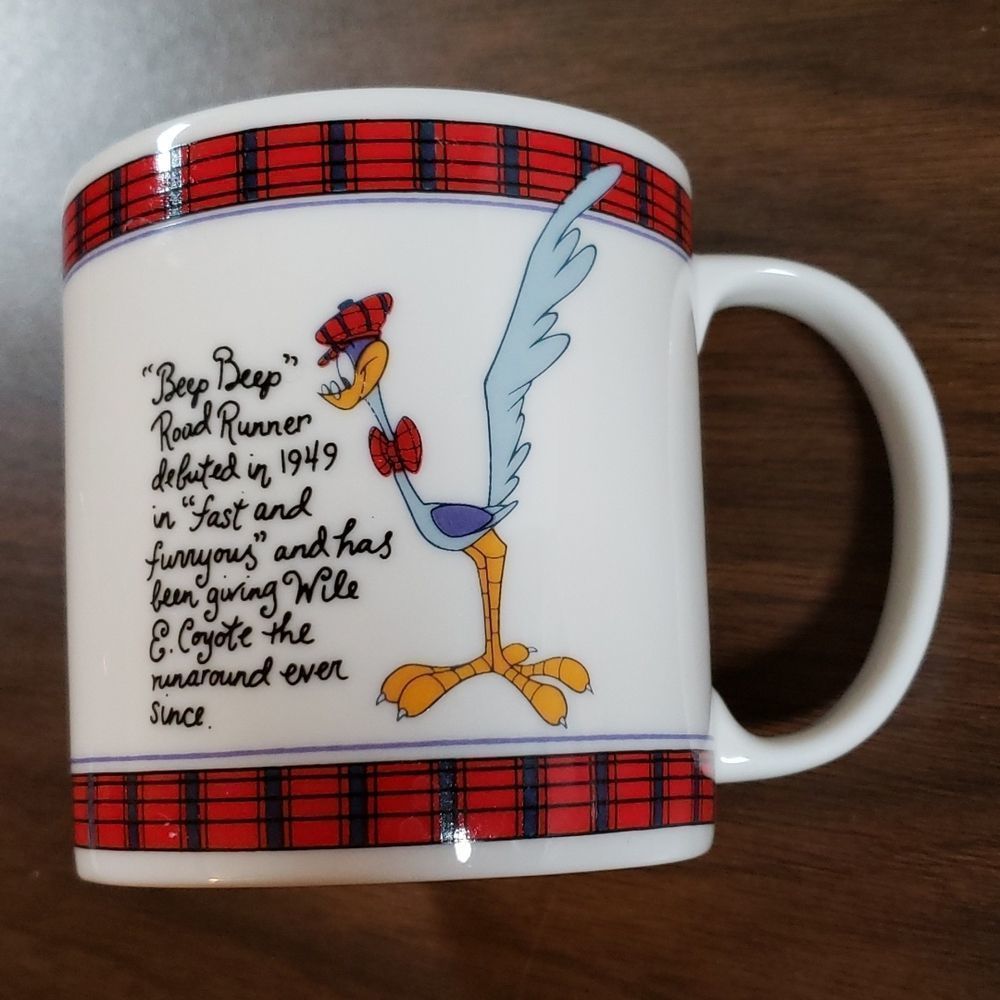 “Beep Beep”
Road Runner
debuted in 1949
in “fast and
furryous” and has
been giving Wile
E. Coyote the
runaround ever
since.